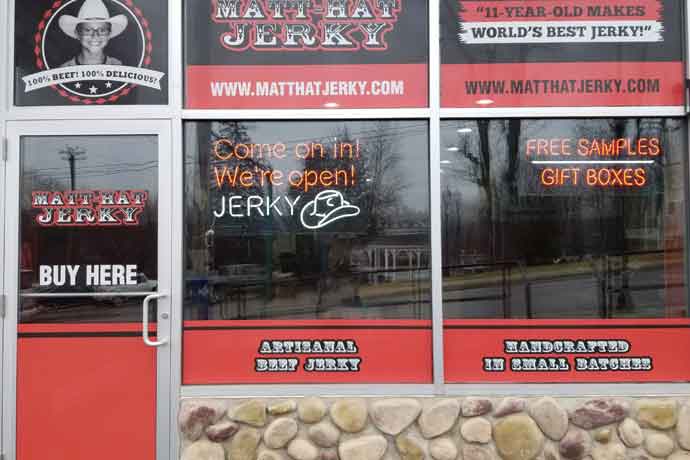 100% BEEF! 100% DELICIOUS!
MATT-HAT
JERKY
WWW.MATTHATJERKY.COM
"11-YEAR-OLD MAKES
WORLD'S BEST JERKY!"
WWW.MATTHATJERKY.COM
MATT-HAT
JERKY
BUY HERE
Come on in!
We're open!
JERKY
FREE SAMPLES
GIFT BOXES
ARTISANAL
BEEF JERKY
HANDCRAFTED
IN SMALL BATCHES